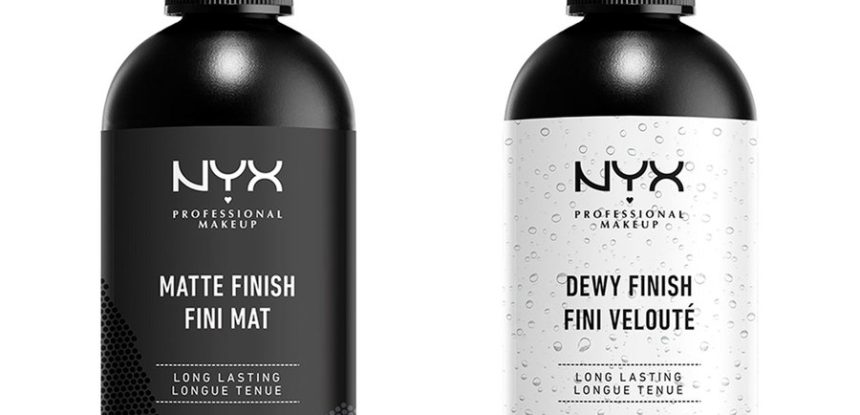 NYX
PROFESSIONAL
MAKEUP
MATTE FINISH
FINI MAT
LONG LASTING
LONGUE TENUE
NYX
PROFESSIONAL
MAKEUP
DEWY FINISH
FINI VELOUTÉ
LONG LASTING
LONGUE TENUE